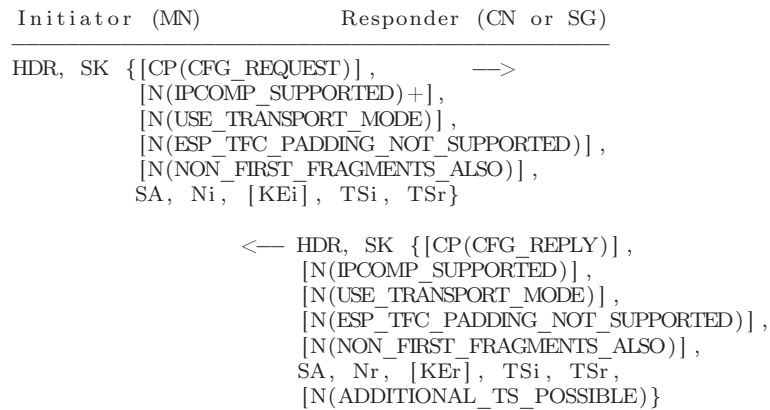 Initiator (MN) Responder (CN or SG)
HDR, SK {[CP(CFG_REQUEST)], −−>
[N(IPCOMP_SUPPORTED)+],
[N(USE_TRANSPORT_MODE)],
[N(ESP_TFC_PADDING_NOT_SUPPORTED)],
[N(NON_FIRST_FRAGMENTS_ALSO)],
SA, Ni, [KEi], TSi, TSr}
<−− HDR, SK {[CP(CFG_REPLY)],
[N(IPCOMP_SUPPORTED)],
[N(USE_TRANSPORT_MODE)],
[N(ESP_TFC_PADDING_NOT_SUPPORTED)],
[N(NON_FIRST_FRAGMENTS_ALSO)],
SA, Nr, [KEr], TSi, TSr,
[N(ADDITIONAL_TS_POSSIBLE)}